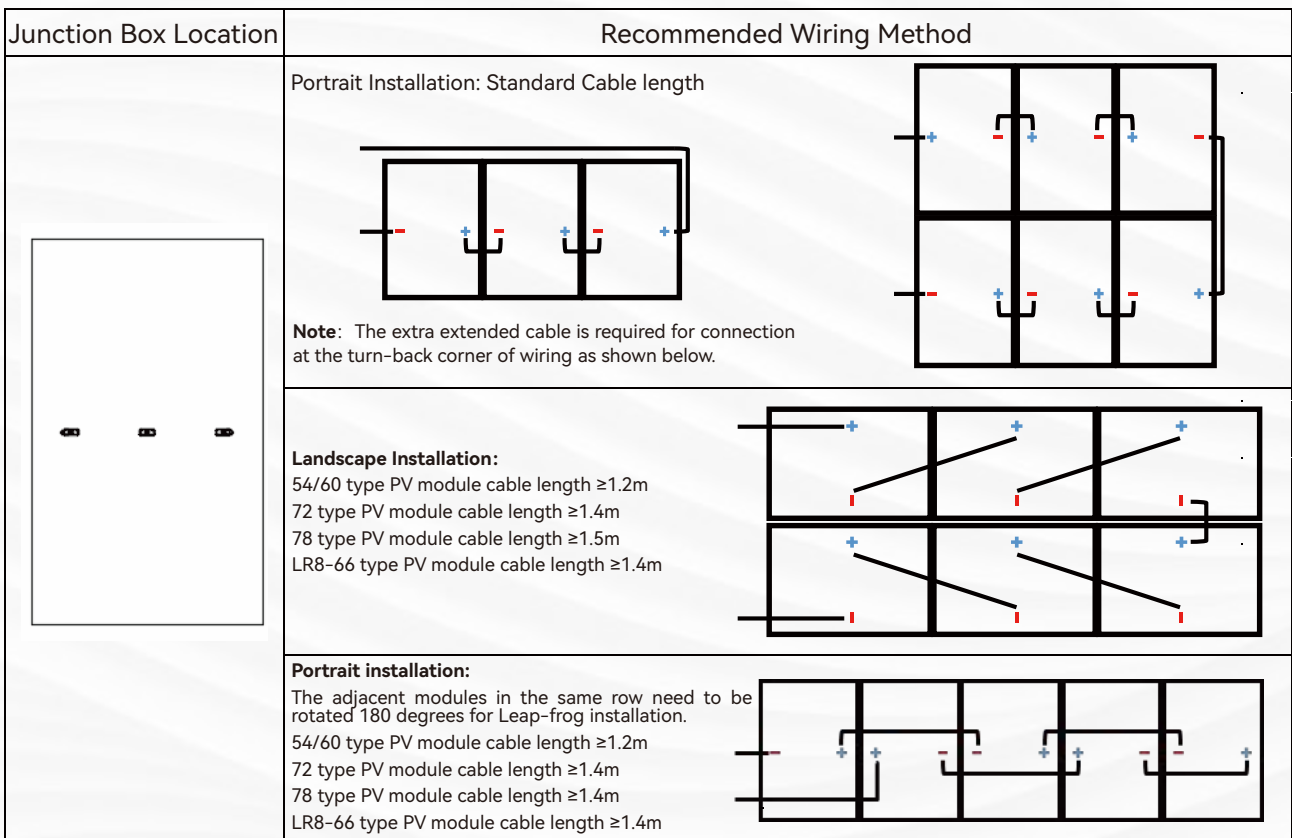 Junction Box Location
Recommended Wiring Method
Portrait Installation: Standard Cable length
Note: The extra extended cable is required for connection
at the turn-back corner of wiring as shown below.
Landscape Installation:
54/60 type PV module cable length ≥1.2m
72 type PV module cable length ≥1.4m
78 type PV module cable length ≥1.5m
LR8-66 type PV module cable length ≥1.4m
Portrait installation:
The adjacent modules in the same row need to be
rotated 180 degrees for Leap-frog installation.
54/60 type PV module cable length ≥1.2m
72 type PV module cable length ≥1.4m
78 type PV module cable length ≥1.4m
LR8-66 type PV module cable length ≥1.4m